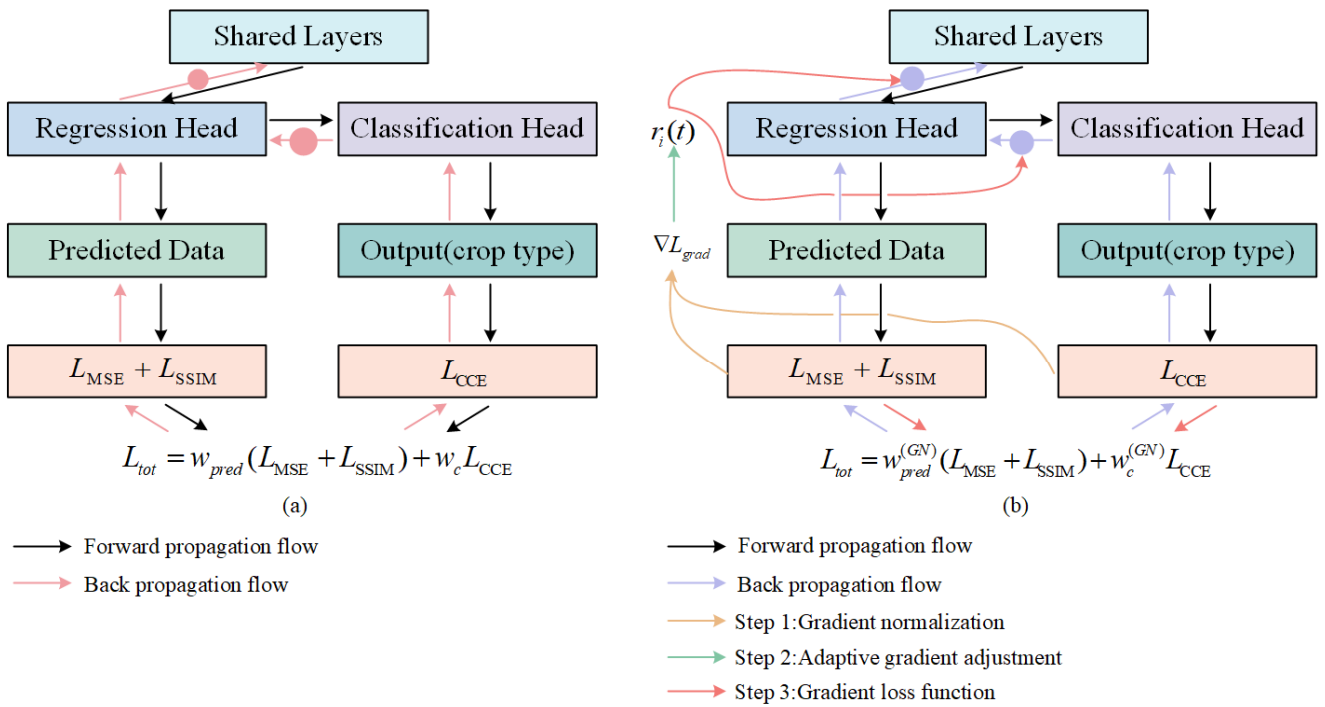 Shared Layers
Regression Head
Classification Head
Predicted Data
Output(crop type)
L_MSE + L_SSIM
L_CCE
L_tot = w_pred (L_MSE + L_SSIM) + w_c L_CCE
(a)
Forward propagation flow
Back propagation flow
Shared Layers
Regression Head
Classification Head
r_i(t)
∇L_grad
Predicted Data
Output(crop type)
L_MSE + L_SSIM
L_CCE
L_tot = w_pred^(GN) (L_MSE + L_SSIM) + w_c^(GN) L_CCE
(b)
Forward propagation flow
Back propagation flow
Step 1:Gradient normalization
Step 2:Adaptive gradient adjustment
Step 3:Gradient loss function